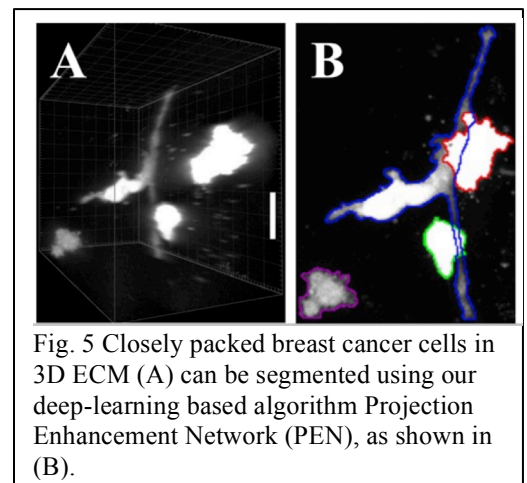 A
B
Fig. 5 Closely packed breast cancer cells in
3D ECM (A) can be segmented using our
deep-learning based algorithm Projection
Enhancement Network (PEN), as shown in
(B).